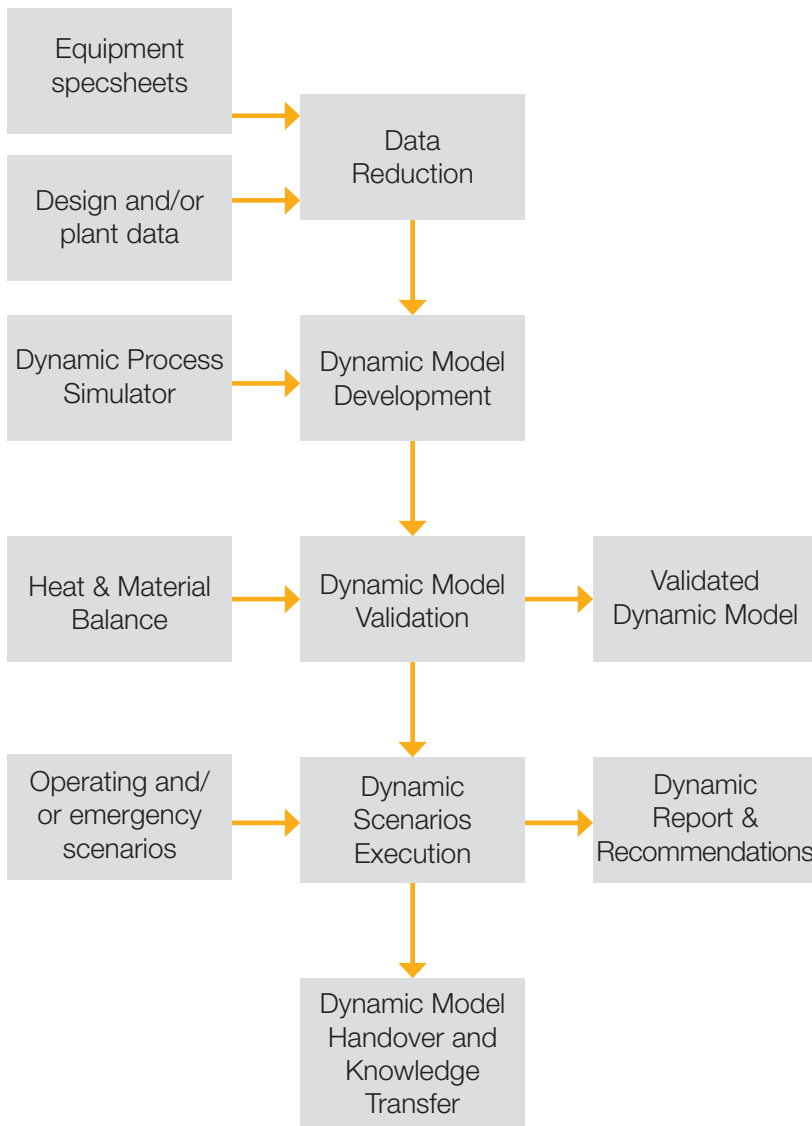 Equipment
specsheets
Data
Reduction
Design and/or
plant data
Dynamic Process
Simulator
Dynamic Model
Development
Heat & Material
Balance
Dynamic Model
Validation
Validated
Dynamic Model
Operating and/
or emergency
scenarios
Dynamic
Scenarios
Execution
Dynamic
Report &
Recommendations
Dynamic Model
Handover and
Knowledge
Transfer